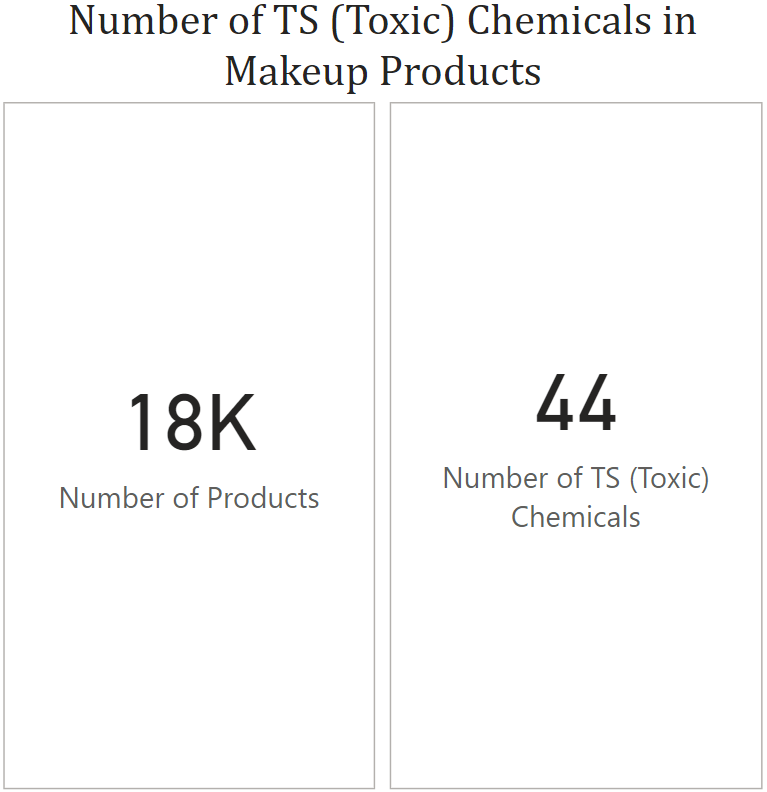 Number of TS (Toxic) Chemicals in
Makeup Products
18K
Number of Products
44
Number of TS (Toxic)
Chemicals